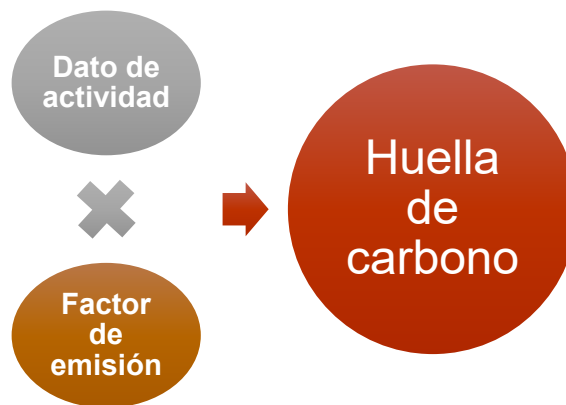 Dato de
actividad
Factor
de
emisión
Huella
de
carbono